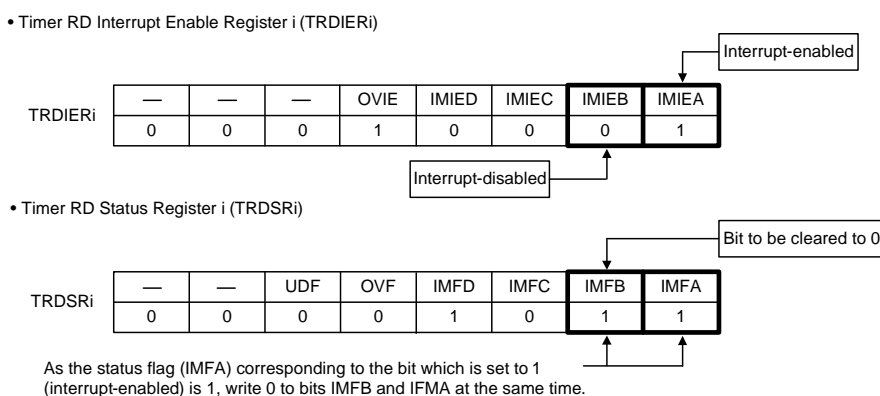 • Timer RD Interrupt Enable Register i (TRDIERi)
Interrupt-enabled
TRDIERi
— — — OVIE IMIED IMIEC IMIEB IMIEA
0 0 0 1 0 0 0 1
Interrupt-disabled
• Timer RD Status Register i (TRDSRi)
Bit to be cleared to 0
TRDSRi
— — UDF OVF IMFD IMFC IMFB IMFA
0 0 0 0 1 0 1 1
As the status flag (IMFA) corresponding to the bit which is set to 1
(interrupt-enabled) is 1, write 0 to bits IMFB and IFMA at the same time.